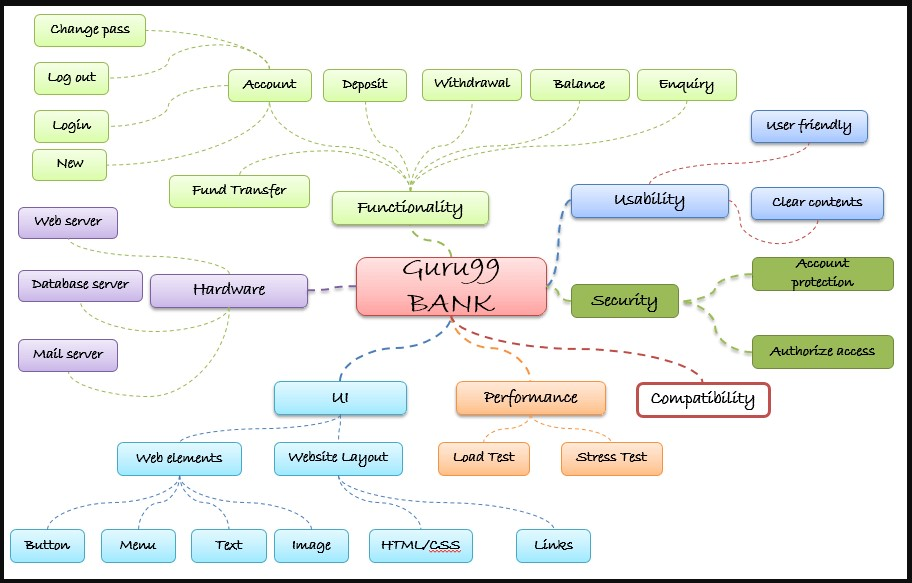 Change pass
Log out
Login
New
Account
Deposit
Withdrawal
Balance
Enquiry
Fund Transfer
Functionality
User friendly
Usability
Clear contents
Web server
Database server
Hardware
Mail server
Guru99
BANK
Security
Account
protection
Authorize access
UI
Performance
Compatibility
Web elements
Website Layout
Load Test
Stress Test
Button
Menu
Text
Image
HTML/CSS
Links